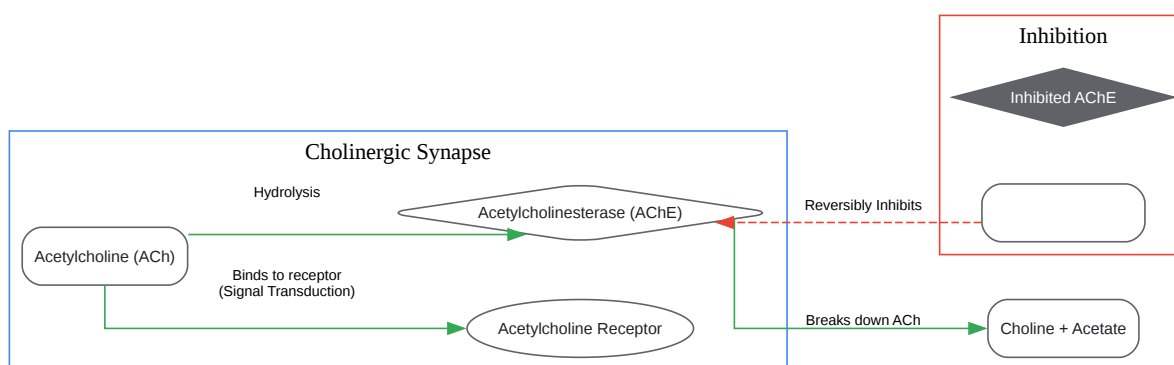 Inhibition
Inhibited AChE
Cholinergic Synapse
Hydrolysis
Acetylcholinesterase (AChE)
Reversibly Inhibits
Acetylcholine (ACh)
Binds to receptor
(Signal Transduction)
Acetylcholine Receptor
Breaks down ACh
Choline + Acetate